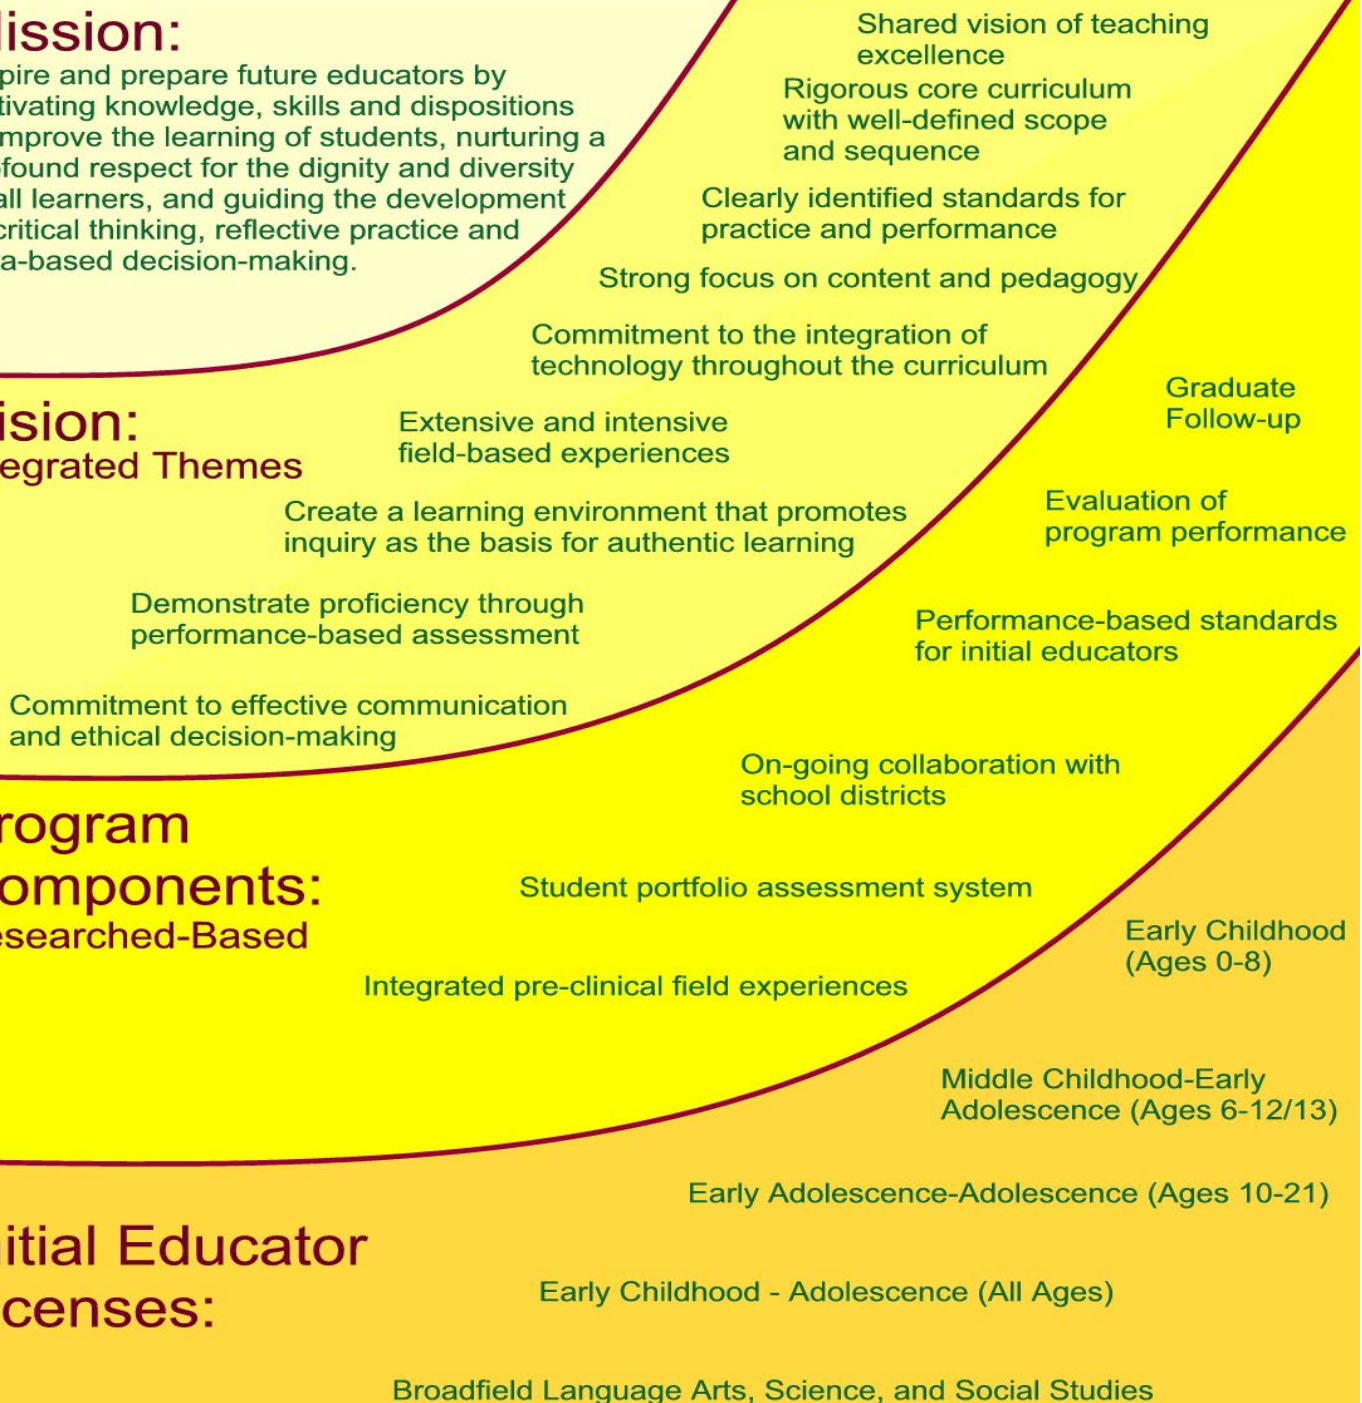 ission:
pire and prepare future educators by
tivating knowledge, skills and dispositions
mprove the learning of students, nurturing a
found respect for the dignity and diversity
all learners, and guiding the development
critical thinking, reflective practice and
a-based decision-making.
Shared vision of teaching
excellence
Rigorous core curriculum
with well-defined scope
and sequence
Clearly identified standards for
practice and performance
Strong focus on content and pedagogy
Commitment to the integration of
technology throughout the curriculum
ision:
egrated Themes
Extensive and intensive
field-based experiences
Create a learning environment that promotes
inquiry as the basis for authentic learning
Demonstrate proficiency through
performance-based assessment
Commitment to effective communication
and ethical decision-making
Graduate
Follow-up
Evaluation of
program performance
Performance-based standards
for initial educators
On-going collaboration with
school districts
rogram
omponents:
esearched-Based
Student portfolio assessment system
Integrated pre-clinical field experiences
Early Childhood
(Ages 0-8)
Middle Childhood-Early
Adolescence (Ages 6-12/13)
Early Adolescence-Adolescence (Ages 10-21)
itial Educator
censes:
Early Childhood - Adolescence (All Ages)
Broadfield Language Arts, Science, and Social Studies